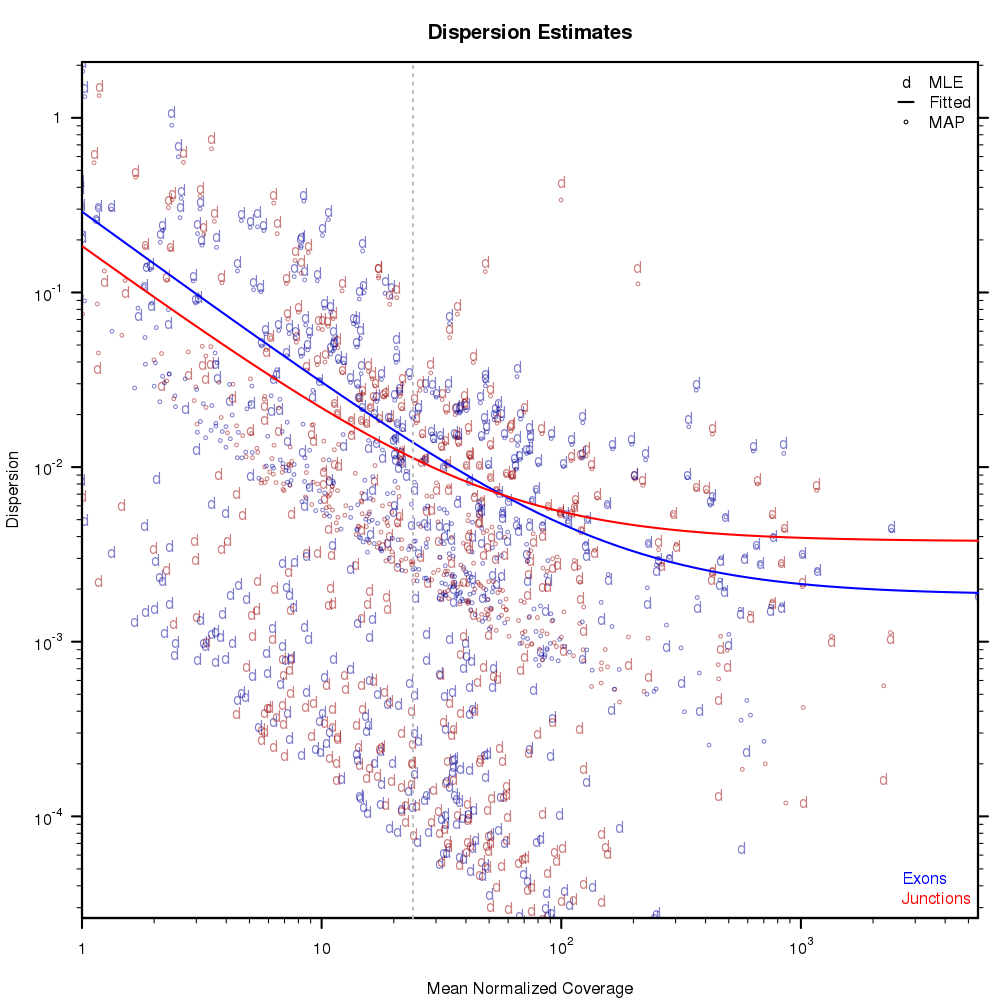 Dispersion Estimates
d MLE
Fitted
MAP
1
10^-1
10^-2
10^-3
10^-4
Dispersion
Exons
Junctions
1 10 10^2 10^3
Mean Normalized Coverage